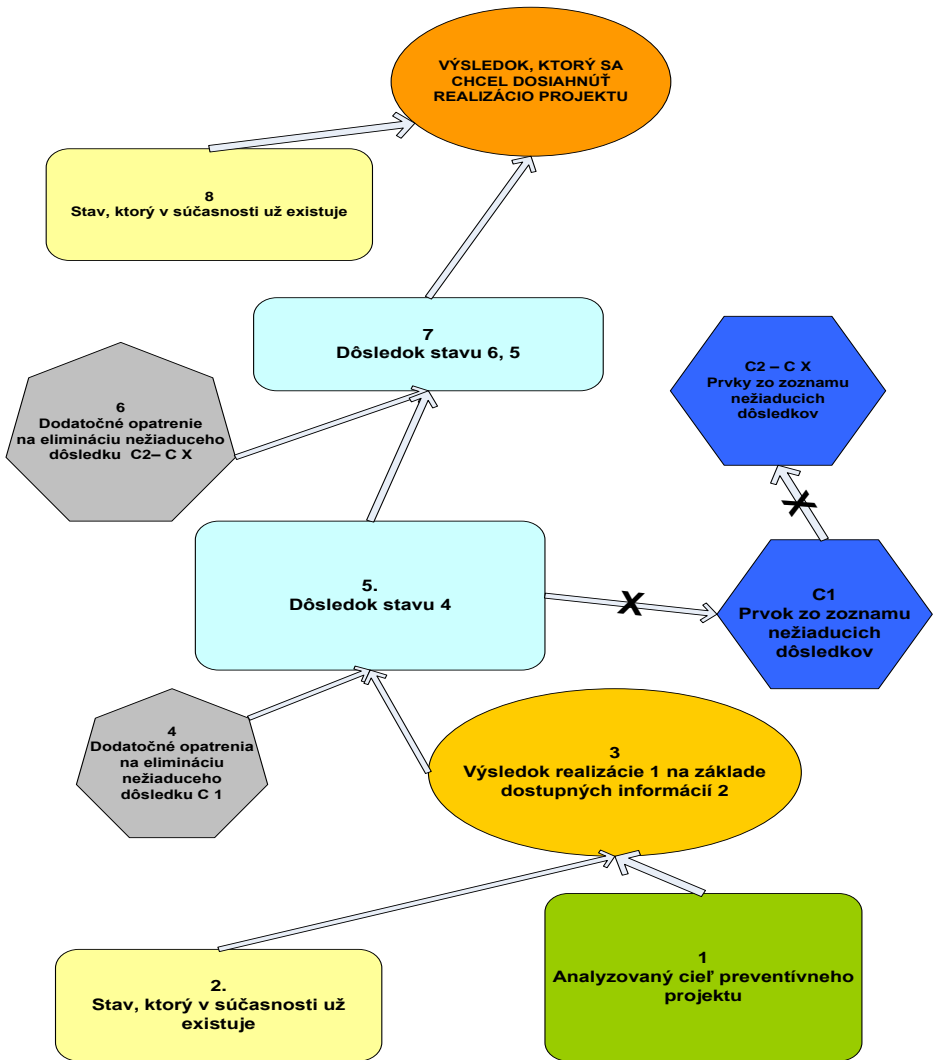 VÝSLEDOK, KTORÝ SA
CHCEL DOSIAHNÚŤ
REALIZÁCIO PROJEKTU
8
Stav, ktorý v súčasnosti už existuje
7
Dôsledok stavu 6, 5
C2 – C X
Prvky zo zoznamu
nežiaducich
dôsledkov
6
Dodatočné opatrenie
na elimináciu nežiaduceho
dôsledku C2– C X
X
5.
Dôsledok stavu 4
X
C1
Prvok zo zoznamu
nežiaducich
dôsledkov
4
Dodatočné opatrenia
na elimináciu
nežiaduceho
dôsledku C 1
3
Výsledok realizácie 1 na základe
dostupných informácií 2
1
Analyzovaný cieľ preventívneho
projektu
2.
Stav, ktorý v súčasnosti už
existuje